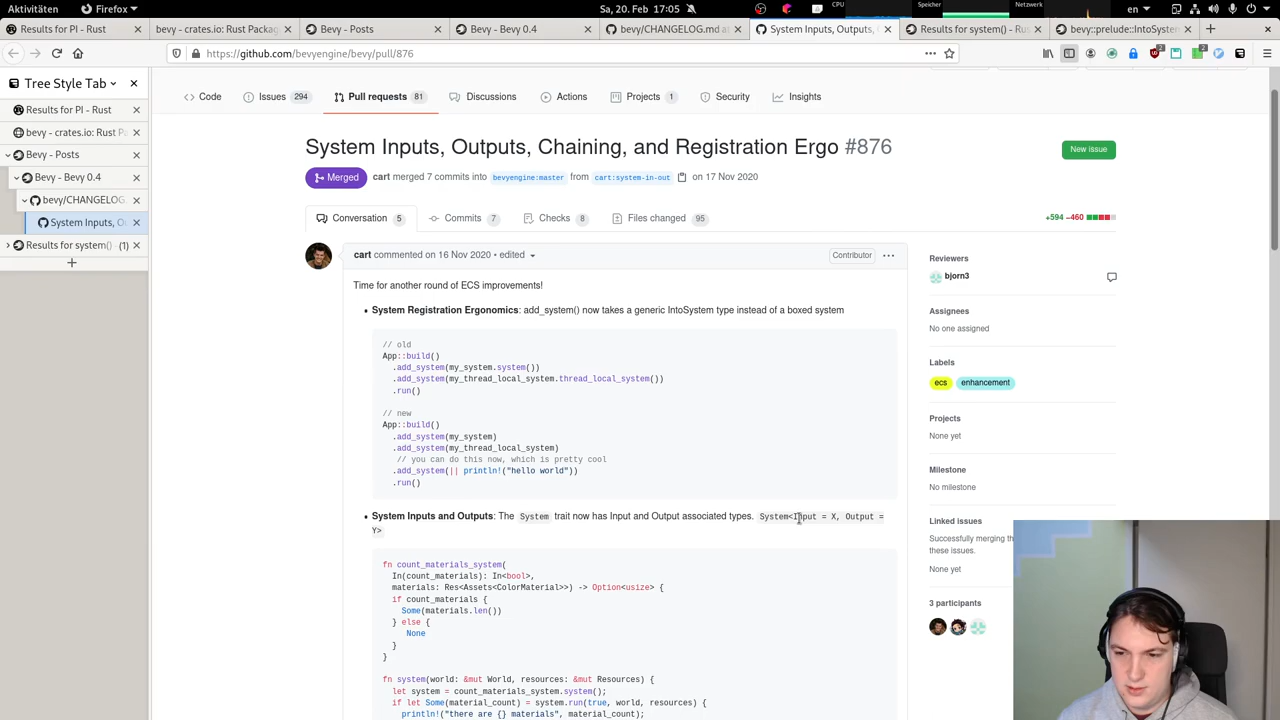 Aktivitäten
Firefox
Sa, 20. Feb 17:05
CPU
Speicher
Netzwerk
en
Results for PI - Rust
bevy - crates.io: Rust Packag
Bevy - Posts
Bevy - Bevy 0.4
bevy/CHANGELOG.md at
System Inputs, Outputs, C
Results for system() - Rus
bevy::prelude::IntoSystem
https://github.com/bevyengine/bevy/pull/876
Tree Style Tab
Results for PI - Rust
bevy - crates.io: Rust Pa
Bevy - Posts
Bevy - Bevy 0.4
bevy/CHANGELOG.
System Inputs, O
Results for system() - (1)
Code
Issues 294
Pull requests 81
Discussions
Actions
Projects 1
Security
Insights
System Inputs, Outputs, Chaining, and Registration Ergo #876
New issue
Merged
cart merged 7 commits into bevyengine:master from cart:system-in-out on 17 Nov 2020
Conversation 5
Commits 7
Checks 8
Files changed 95
+594 −460
cart commented on 16 Nov 2020 • edited
Contributor
Time for another round of ECS improvements!
• System Registration Ergonomics: add_system() now takes a generic IntoSystem type instead of a boxed system
// old
App::build()
.add_system(my_system.system())
.add_system(my_thread_local_system.thread_local_system())
.run()
// new
App::build()
.add_system(my_system)
.add_system(my_thread_local_system)
// you can do this now, which is pretty cool
.add_system(|| println!("hello world"))
.run()
• System Inputs and Outputs: The System trait now has Input and Output associated types. System<Input = X, Output =
Y>
fn count_materials_system(
In(count_materials): In<bool>,
materials: Res<Assets<ColorMaterial>>) -> Option<usize> {
if count_materials {
Some(materials.len())
} else {
None
}
}
fn system(world: &mut World, resources: &mut Resources) {
let system = count_materials_system.system();
if let Some(material_count) = system.run(true, world, resources) {
println!("there are {} materials", material_count);
Reviewers
bjorn3
Assignees
No one assigned
Labels
ecs
enhancement
Projects
None yet
Milestone
No milestone
Linked issues
Successfully merging th
these issues.
None yet
3 participants